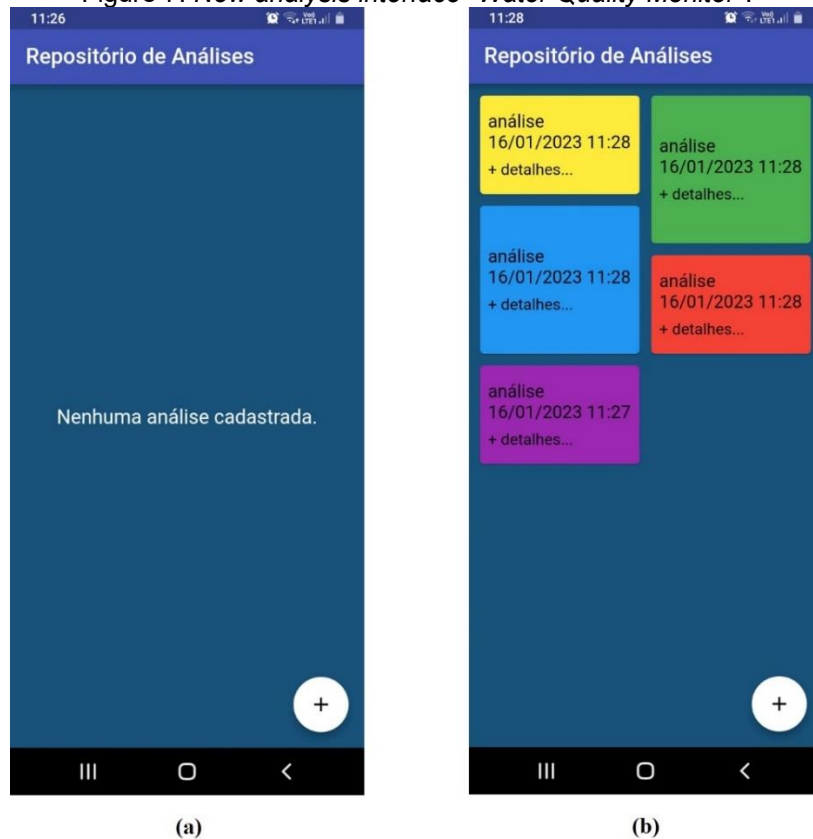 New analysis interface "Water Quality Monitor".
11:26
Repositório de Análises
Nenhuma análise cadastrada.
+
(a)
11:28
Repositório de Análises
análise
16/01/2023 11:28
+ detalhes...
análise
16/01/2023 11:28
+ detalhes...
análise
16/01/2023 11:28
+ detalhes...
análise
16/01/2023 11:28
+ detalhes...
análise
16/01/2023 11:27
+ detalhes...
+
(b)